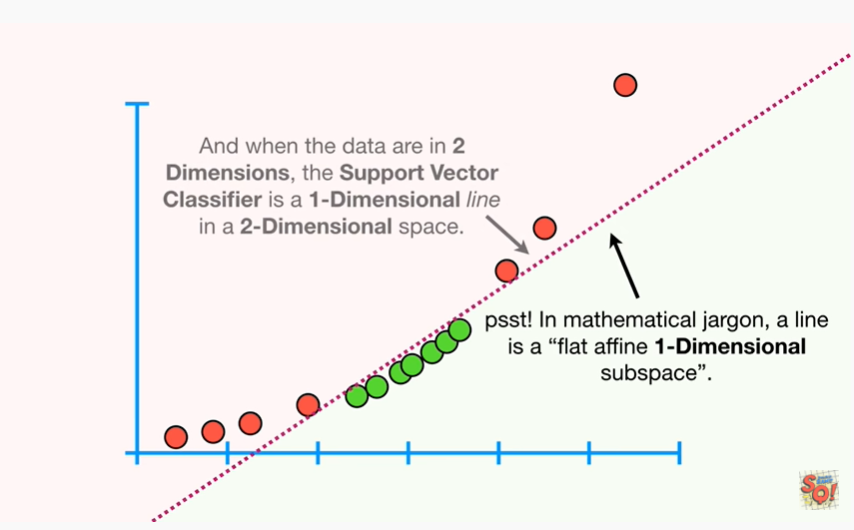 And when the data are in 2
Dimensions, the Support Vector
Classifier is a 1-Dimensional line
in a 2-Dimensional space.
psst! In mathematical jargon, a line
is a “flat affine 1-Dimensional
subspace”.
SQ!